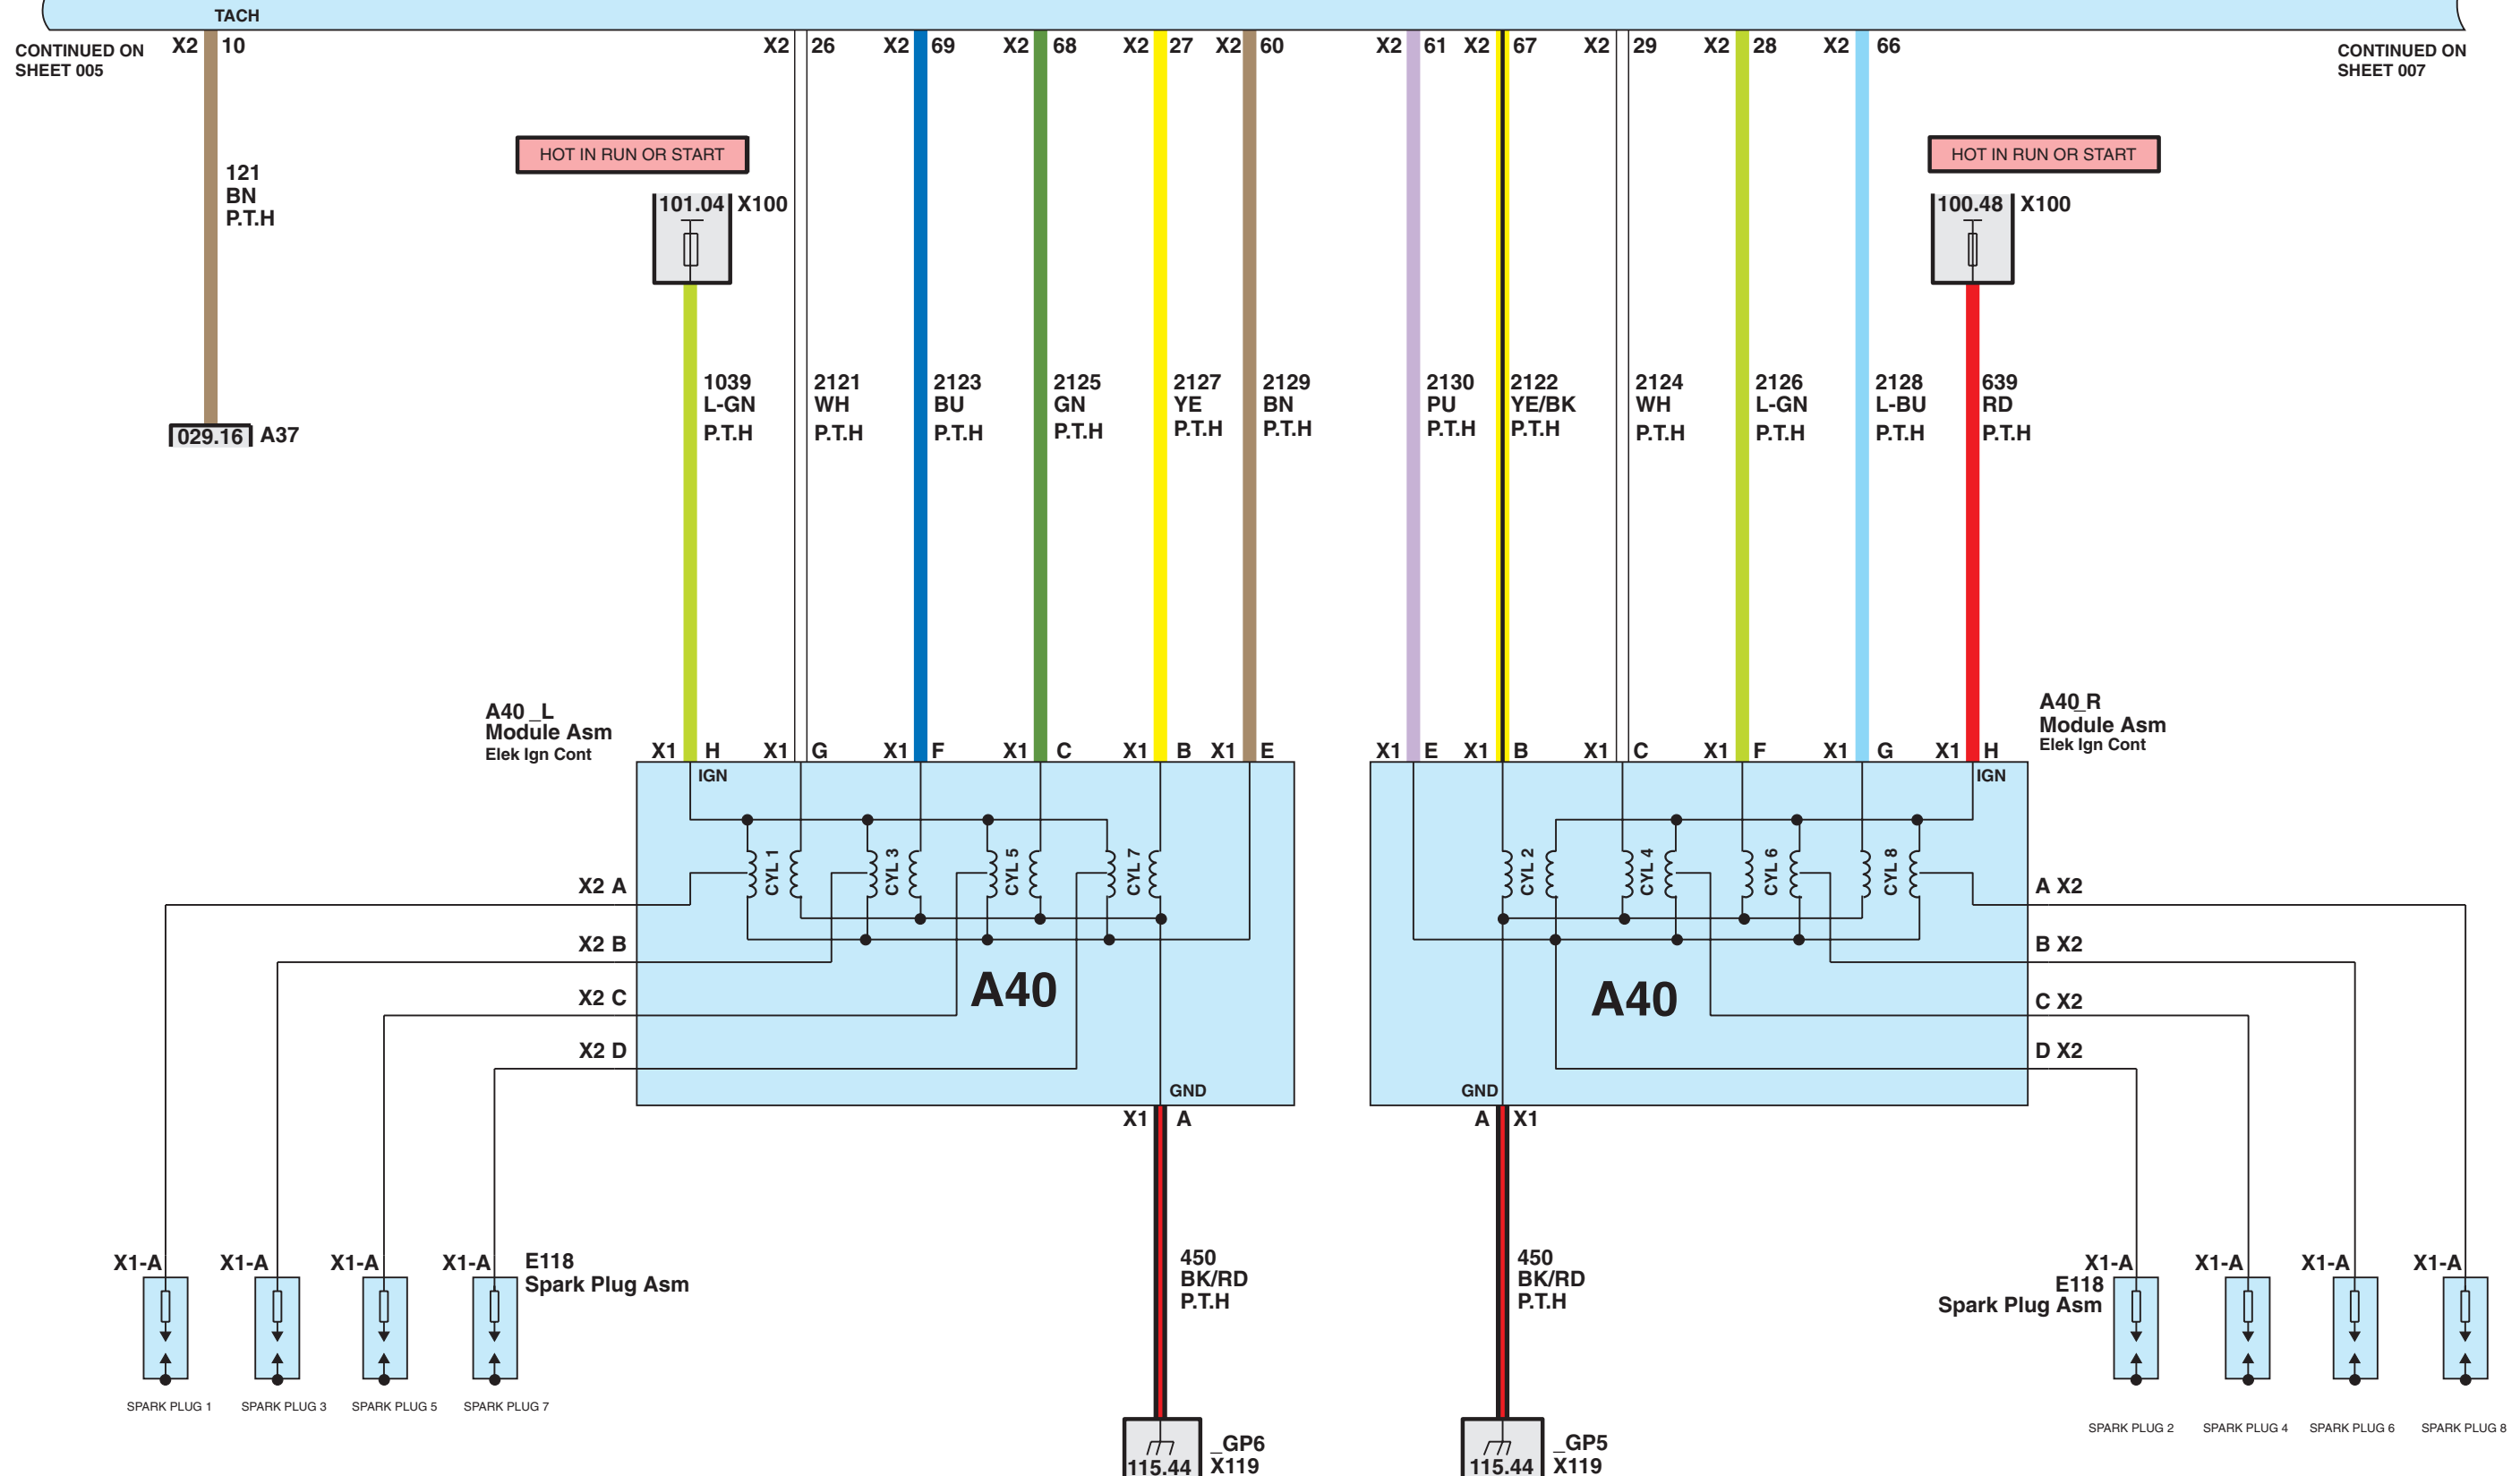 TACH
CONTINUED ON
SHEET 005
X2 10
X2 26
X2 69
X2 68
X2 27
X2 60
X2 61
X2 67
X2 29
X2 28
X2 66
CONTINUED ON
SHEET 007
HOT IN RUN OR START
HOT IN RUN OR START
121
BN
P.T.H
101.04 X100
100.48 X100
029.16 A37
1039
L-GN
P.T.H
2121
WH
P.T.H
2123
BU
P.T.H
2125
GN
P.T.H
2127
YE
P.T.H
2129
BN
P.T.H
2130
PU
P.T.H
2122
YE/BK
P.T.H
2124
WH
P.T.H
2126
L-GN
P.T.H
2128
L-BU
P.T.H
639
RD
P.T.H
A40 _L
Module Asm
Elek Ign Cont
A40_R
Module Asm
Elek Ign Cont
X1 H
X1 G
X1 F
X1 C
X1 B
X1 E
X1 E
X1 B
X1 C
X1 F
X1 G
X1 H
IGN
IGN
CYL 1
CYL 3
CYL 5
CYL 7
CYL 2
CYL 4
CYL 6
CYL 8
X2 A
X2 B
X2 C
X2 D
A X2
B X2
C X2
D X2
A40
A40
GND
GND
X1 A
A X1
X1-A
X1-A
X1-A
X1-A
E118
Spark Plug Asm
450
BK/RD
P.T.H
450
BK/RD
P.T.H
X1-A
X1-A
X1-A
X1-A
E118
Spark Plug Asm
SPARK PLUG 1
SPARK PLUG 3
SPARK PLUG 5
SPARK PLUG 7
SPARK PLUG 2
SPARK PLUG 4
SPARK PLUG 6
SPARK PLUG 8
_GP6
115.44 X119
_GP5
115.44 X119